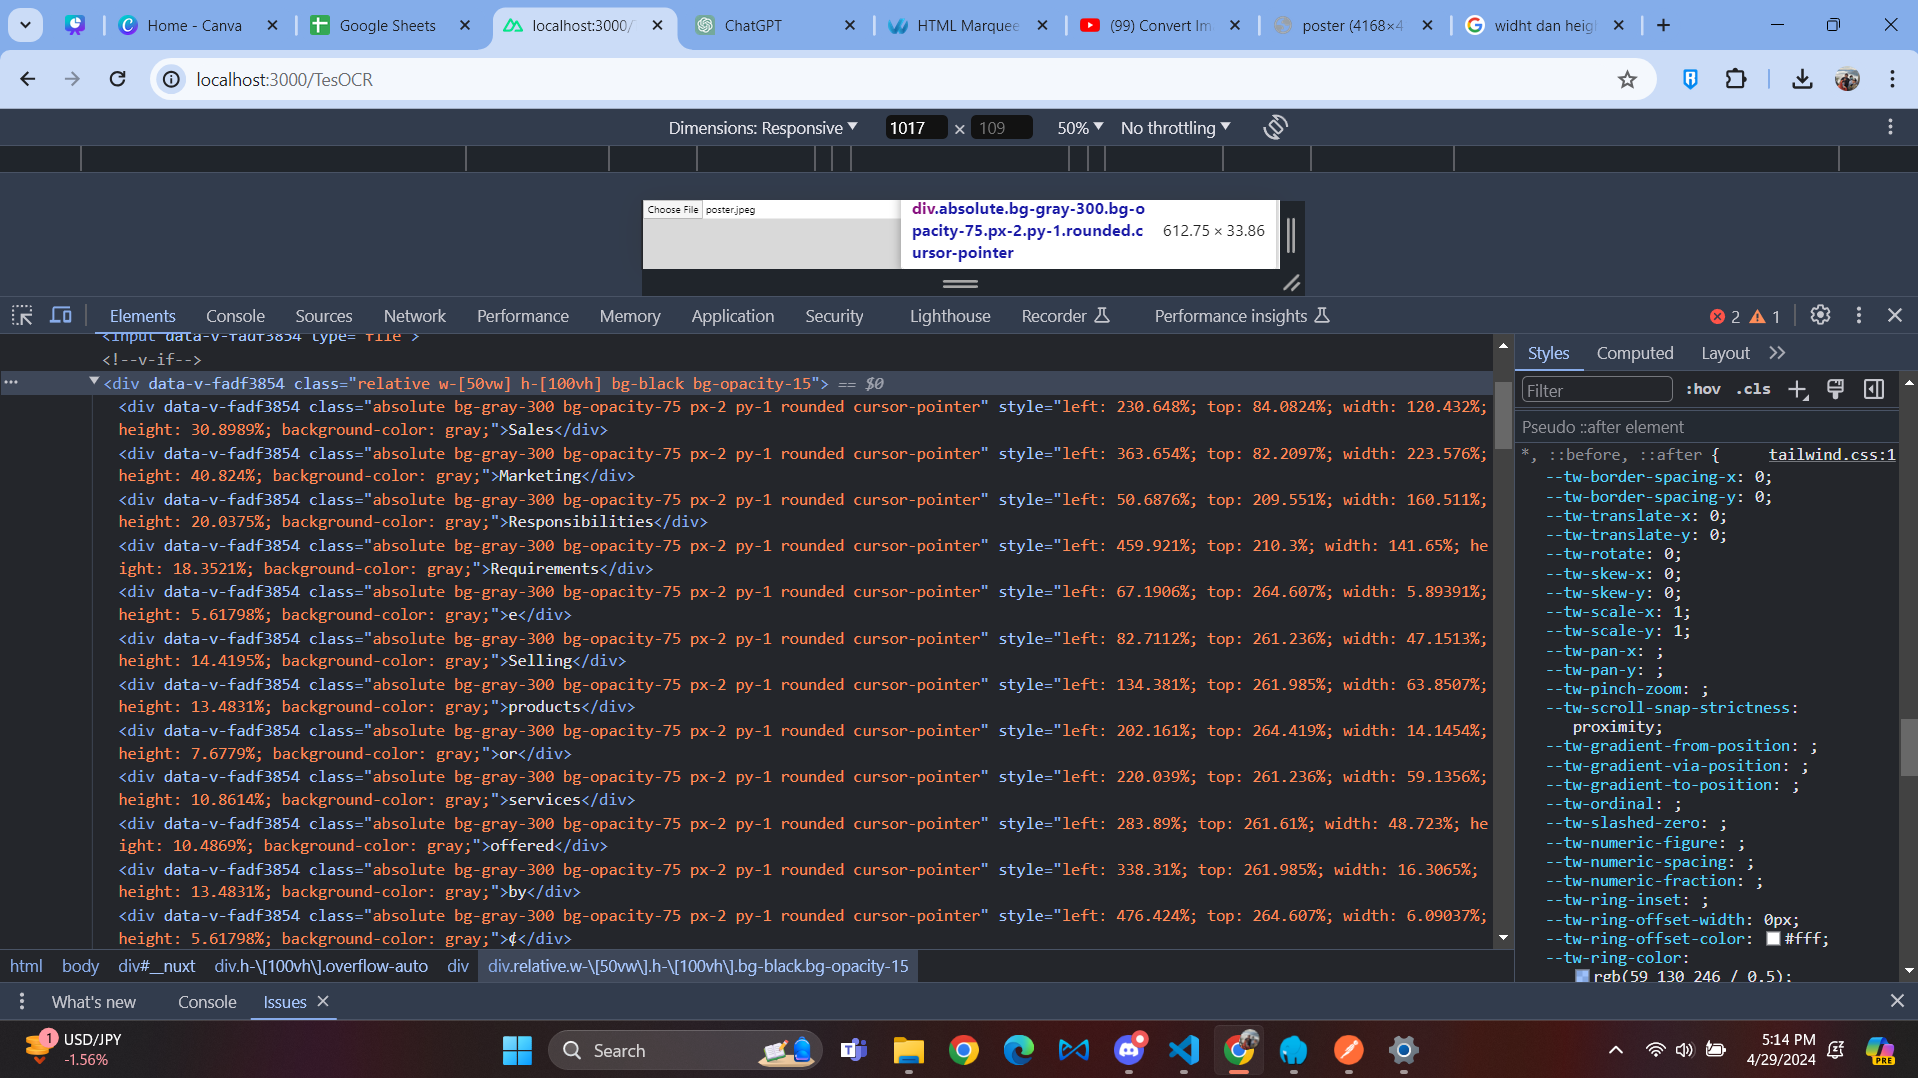 Home - Canva
Google Sheets
localhost:3000/
ChatGPT
HTML Marquee
(99) Convert Im
poster (4168×4
widht dan heig
localhost:3000/TesOCR
Dimensions: Responsive
1017 × 109
50%
No throttling
Choose File poster.jpeg
div.absolute.bg-gray-300.bg-o
pacity-75.px-2.py-1.rounded.c
ursor-pointer
612.75 × 33.86
Elements Console Sources Network Performance Memory Application Security Lighthouse Recorder Performance insights 2 1
<input data-v-fadf3854 type="file">
<!--v-if-->
<div data-v-fadf3854 class="relative w-[50vw] h-[100vh] bg-black bg-opacity-15"> == $0
<div data-v-fadf3854 class="absolute bg-gray-300 bg-opacity-75 px-2 py-1 rounded cursor-pointer" style="left: 230.648%; top: 84.0824%; width: 120.432%;
height: 30.8989%; background-color: gray;">Sales</div>
<div data-v-fadf3854 class="absolute bg-gray-300 bg-opacity-75 px-2 py-1 rounded cursor-pointer" style="left: 363.654%; top: 82.2097%; width: 223.576%;
height: 40.824%; background-color: gray;">Marketing</div>
<div data-v-fadf3854 class="absolute bg-gray-300 bg-opacity-75 px-2 py-1 rounded cursor-pointer" style="left: 50.6876%; top: 209.551%; width: 160.511%;
height: 20.0375%; background-color: gray;">Responsibilities</div>
<div data-v-fadf3854 class="absolute bg-gray-300 bg-opacity-75 px-2 py-1 rounded cursor-pointer" style="left: 459.921%; top: 210.3%; width: 141.65%; he
ight: 18.3521%; background-color: gray;">Requirements</div>
<div data-v-fadf3854 class="absolute bg-gray-300 bg-opacity-75 px-2 py-1 rounded cursor-pointer" style="left: 67.1906%; top: 264.607%; width: 5.89391%;
height: 5.61798%; background-color: gray;">e</div>
<div data-v-fadf3854 class="absolute bg-gray-300 bg-opacity-75 px-2 py-1 rounded cursor-pointer" style="left: 82.7112%; top: 261.236%; width: 47.1513%;
height: 14.4195%; background-color: gray;">Selling</div>
<div data-v-fadf3854 class="absolute bg-gray-300 bg-opacity-75 px-2 py-1 rounded cursor-pointer" style="left: 134.381%; top: 261.985%; width: 63.8507%;
height: 13.4831%; background-color: gray;">products</div>
<div data-v-fadf3854 class="absolute bg-gray-300 bg-opacity-75 px-2 py-1 rounded cursor-pointer" style="left: 202.161%; top: 264.419%; width: 14.1454%;
height: 7.6779%; background-color: gray;">or</div>
<div data-v-fadf3854 class="absolute bg-gray-300 bg-opacity-75 px-2 py-1 rounded cursor-pointer" style="left: 220.039%; top: 261.236%; width: 59.1356%;
height: 10.8614%; background-color: gray;">services</div>
<div data-v-fadf3854 class="absolute bg-gray-300 bg-opacity-75 px-2 py-1 rounded cursor-pointer" style="left: 283.89%; top: 261.61%; width: 48.723%; he
ight: 10.4869%; background-color: gray;">offered</div>
<div data-v-fadf3854 class="absolute bg-gray-300 bg-opacity-75 px-2 py-1 rounded cursor-pointer" style="left: 338.31%; top: 261.985%; width: 16.3065%;
height: 13.4831%; background-color: gray;">by</div>
<div data-v-fadf3854 class="absolute bg-gray-300 bg-opacity-75 px-2 py-1 rounded cursor-pointer" style="left: 476.424%; top: 264.607%; width: 6.09037%;
height: 5.61798%; background-color: gray;">¢</div>
html body div#__nuxt div.h-\[100vh\].overflow-auto div div.relative.w-\[50vw\].h-\[100vh\].bg-black.bg-opacity-15
Styles Computed Layout
Filter :hov .cls
Pseudo ::after element
*, ::before, ::after { tailwind.css:1
--tw-border-spacing-x: 0;
--tw-border-spacing-y: 0;
--tw-translate-x: 0;
--tw-translate-y: 0;
--tw-rotate: 0;
--tw-skew-x: 0;
--tw-skew-y: 0;
--tw-scale-x: 1;
--tw-scale-y: 1;
--tw-pan-x: ;
--tw-pan-y: ;
--tw-pinch-zoom: ;
--tw-scroll-snap-strictness:
proximity;
--tw-gradient-from-position: ;
--tw-gradient-via-position: ;
--tw-gradient-to-position: ;
--tw-ordinal: ;
--tw-slashed-zero: ;
--tw-numeric-figure: ;
--tw-numeric-spacing: ;
--tw-numeric-fraction: ;
--tw-ring-inset: ;
--tw-ring-offset-width: 0px;
--tw-ring-offset-color: #fff;
--tw-ring-color:
rgb(59 130 246 / 0.5);
What's new Console Issues
1 USD/JPY
-1.56%
Search
PRE
5:14 PM
4/29/2024